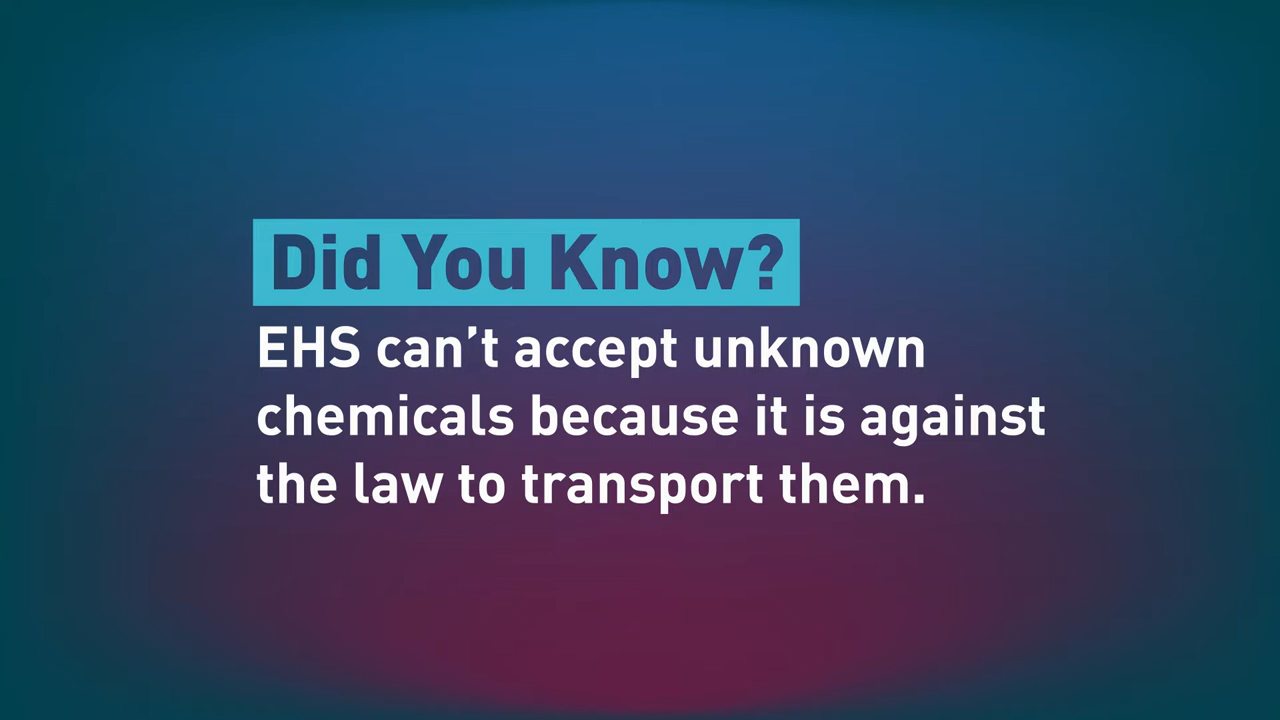 Did You Know?
EHS can’t accept unknown
chemicals because it is against
the law to transport them.